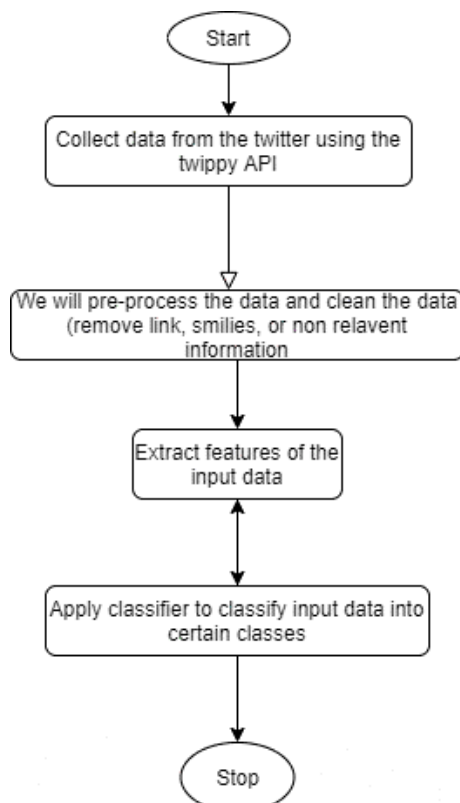 Start
Collect data from the twitter using the
twippy API
We will pre-process the data and clean the data
(remove link, smilies, or non relavent
information
Extract features of the
input data
Apply classifier to classify input data into
certain classes
Stop